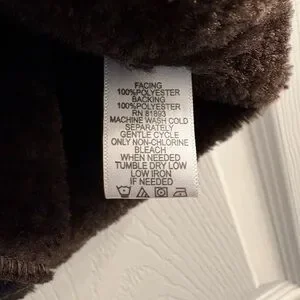 FACING
100%POLYESTER
BACKING
100%POLYESTER
RN 81893
MACHINE WASH COLD
SEPARATELY
GENTLE CYCLE
ONLY NON-CHLORINE
BLEACH
WHEN NEEDED
TUMBLE DRY LOW
LOW IRON
IF NEEDED